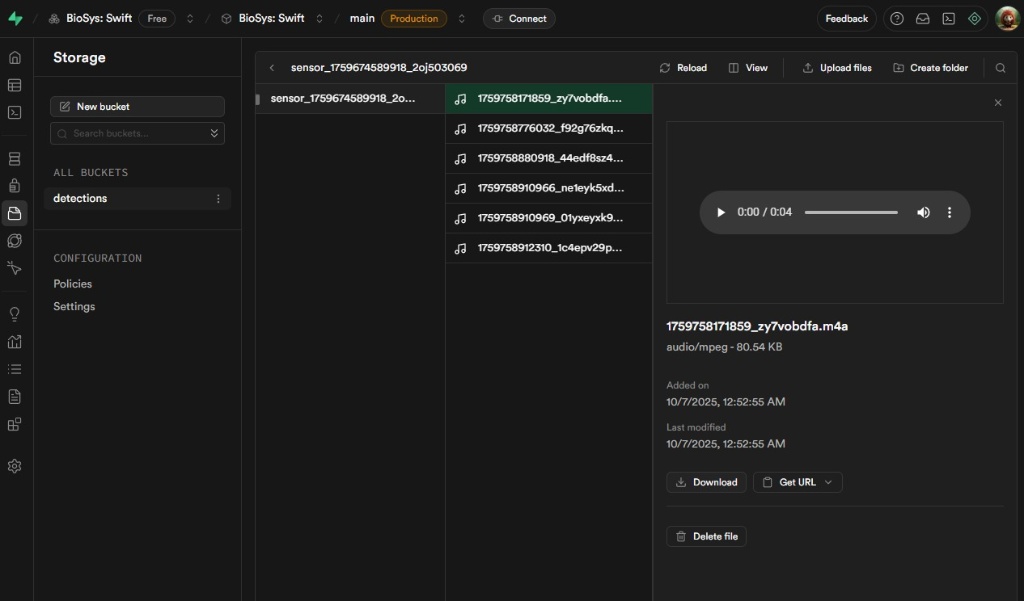 BioSys: Swift Free BioSys: Swift main Production Connect Feedback
Storage
New bucket
Search buckets...
ALL BUCKETS
detections
CONFIGURATION
Policies
Settings
sensor_1759674589918_2oj503069 Reload View Upload files Create folder
sensor_1759674589918_2o...
1759758171859_zy7vobdfa....
1759758776032_f92g76zkq...
1759758880918_44edf8sz4...
1759758910966_ne1eyk5xd...
1759758910969_01yxeyxk9...
1759758912310_1c4epv29p...
0:00 / 0:04
1759758171859_zy7vobdfa.m4a
audio/mpeg - 80.54 KB
Added on
10/7/2025, 12:52:55 AM
Last modified
10/7/2025, 12:52:55 AM
Download Get URL
Delete file